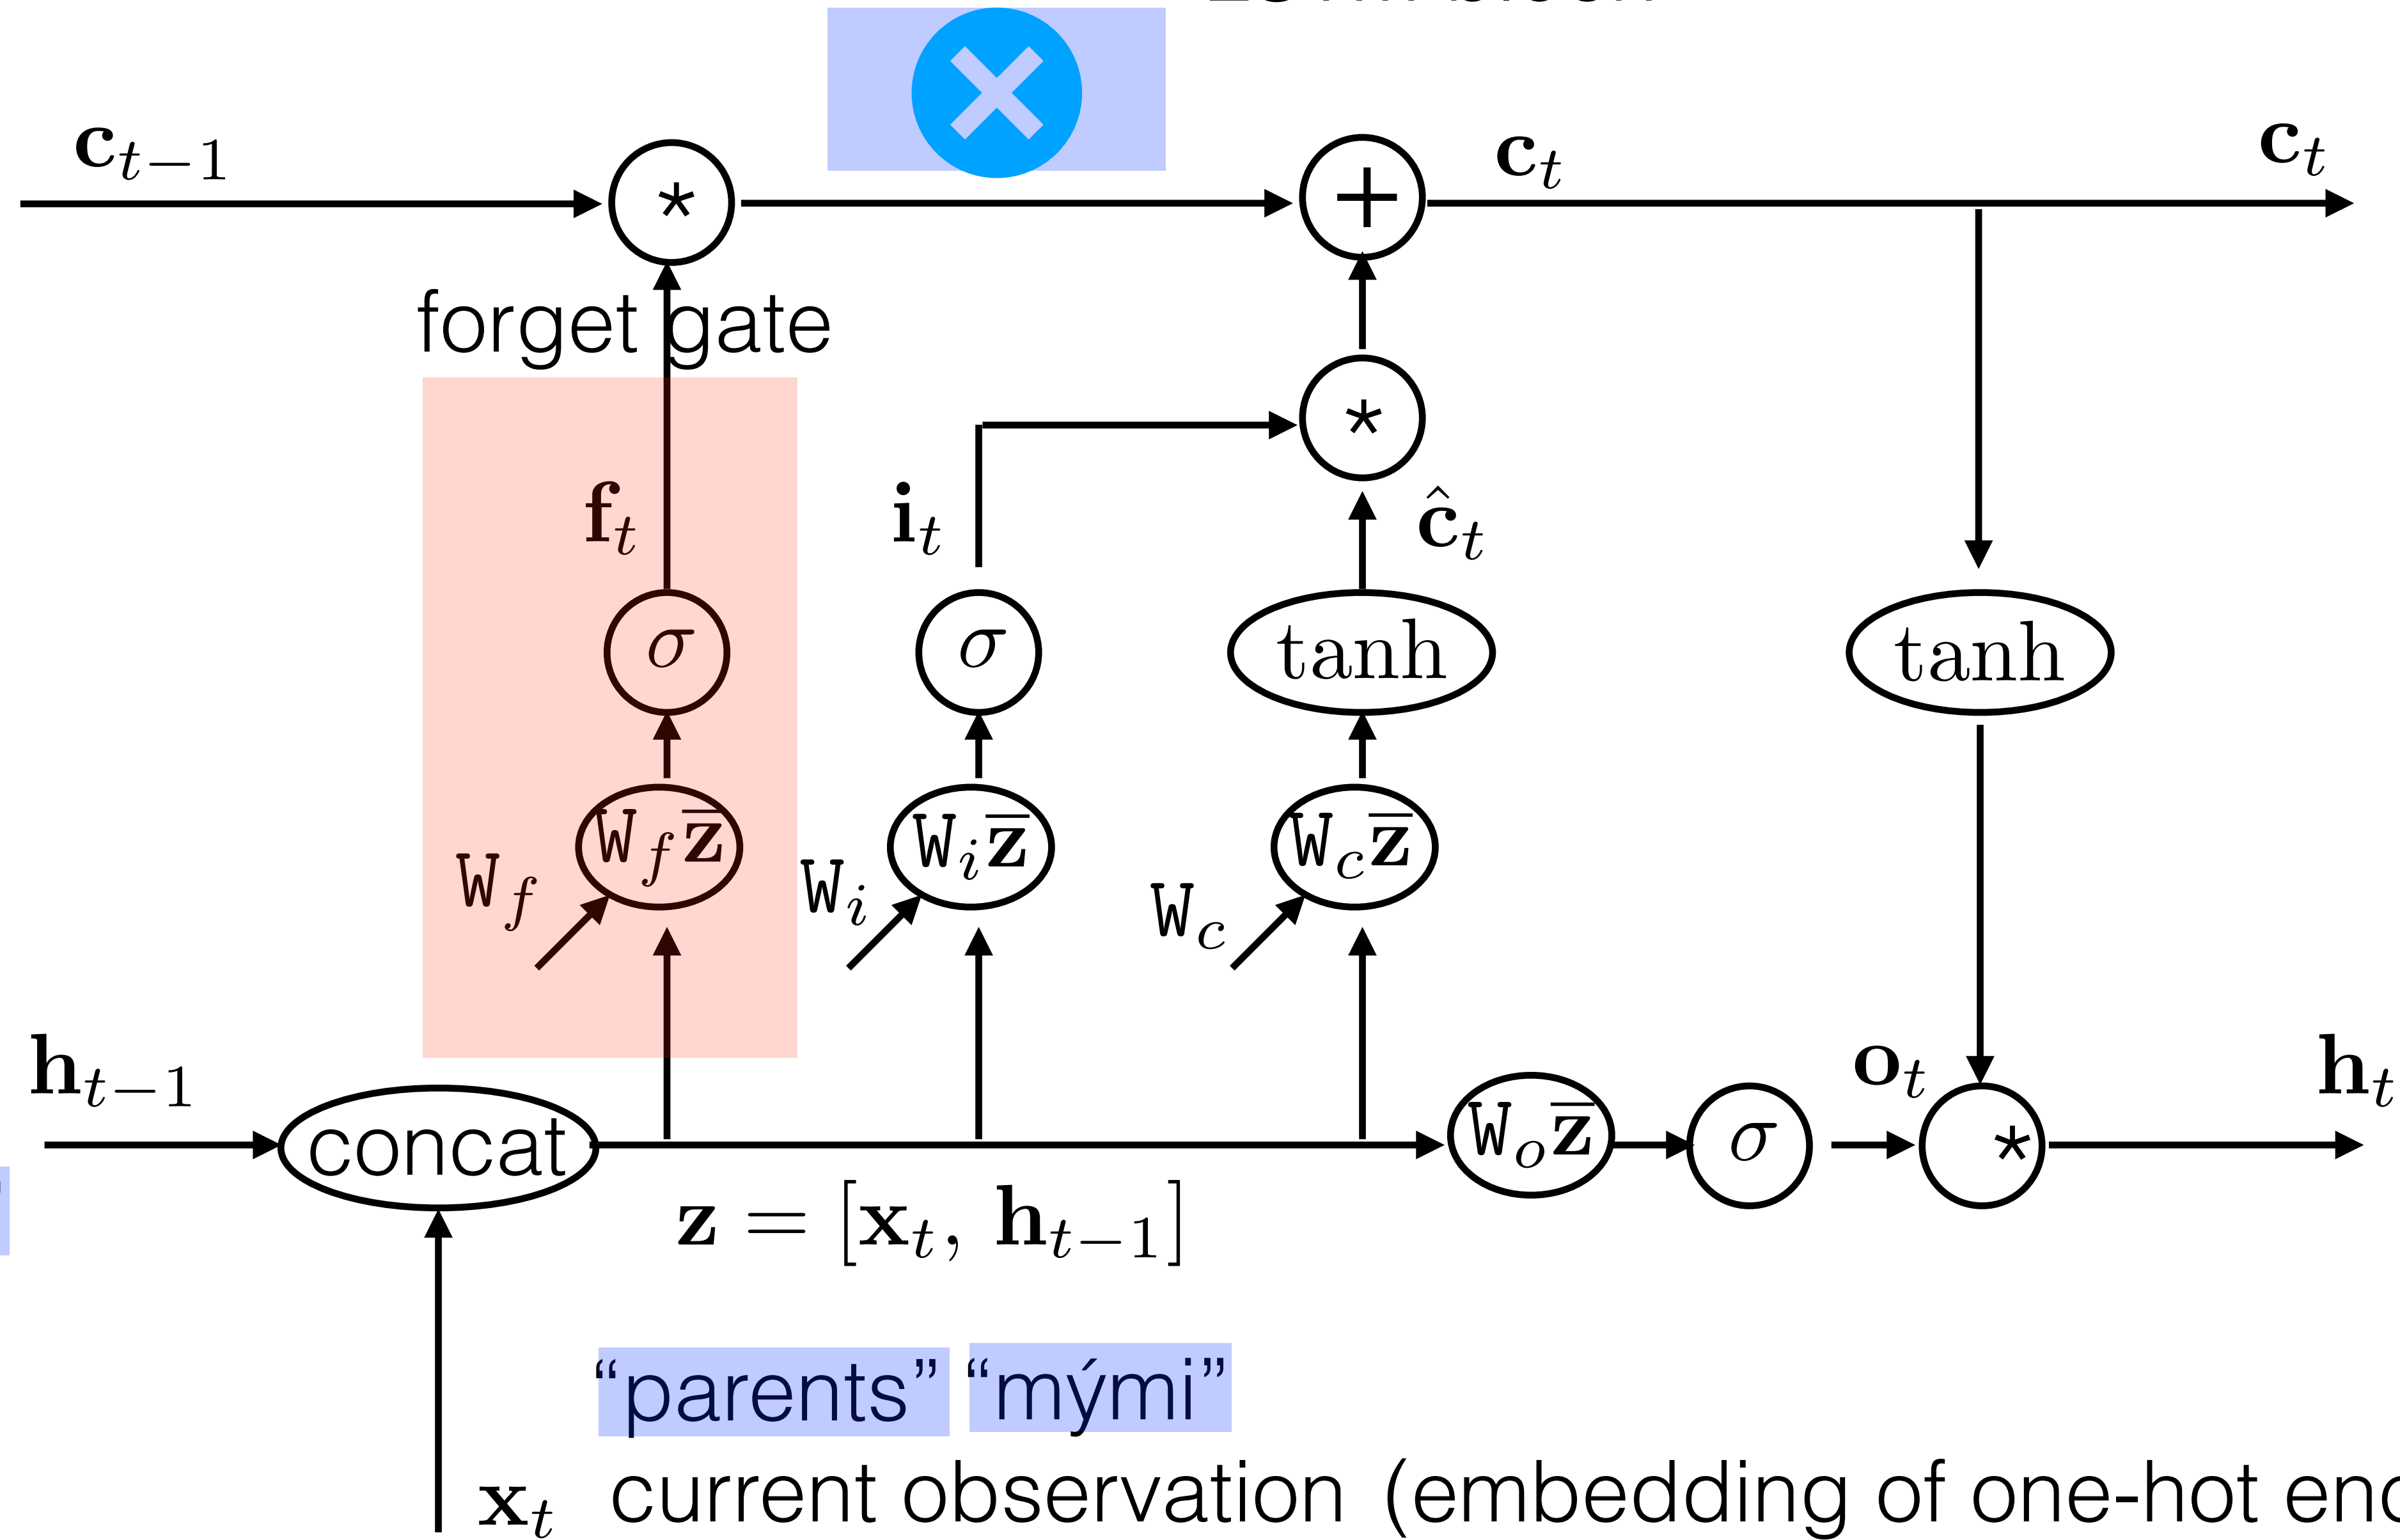 c_{t-1}
*
+
c_t
c_t
forget gate
*
f_t
i_t
ĉ_t
σ
σ
tanh
tanh
W_f
W_f z̅
W_i
W_i z̅
W_c
W_c z̅
h_{t-1}
concat
W_o z̅
σ
o_t
*
h_t
z = [x_t, h_{t-1}]
“parents” “mými”
x_t current observation (embedding of one-hot